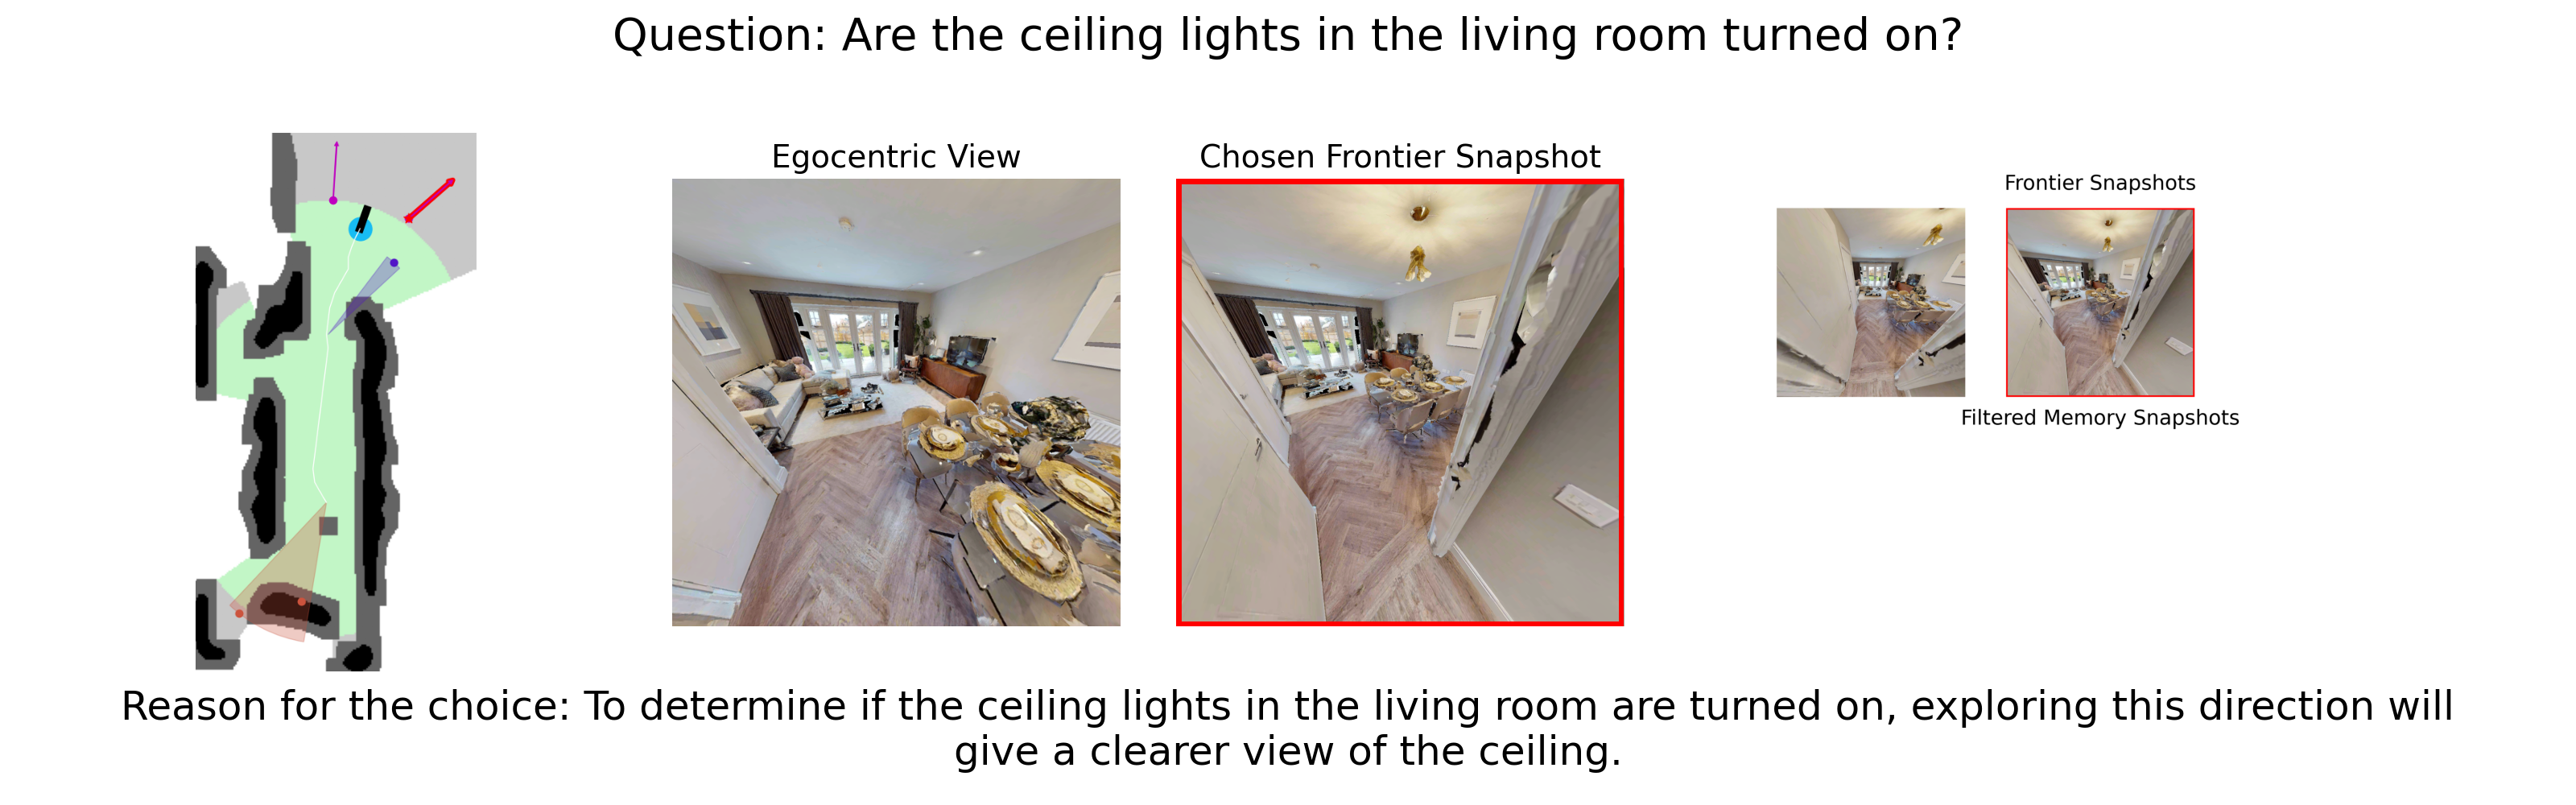 Question: Are the ceiling lights in the living room turned on?
Egocentric View
Chosen Frontier Snapshot
Frontier Snapshots
Filtered Memory Snapshots
Reason for the choice: To determine if the ceiling lights in the living room are turned on, exploring this direction will
give a clearer view of the ceiling.